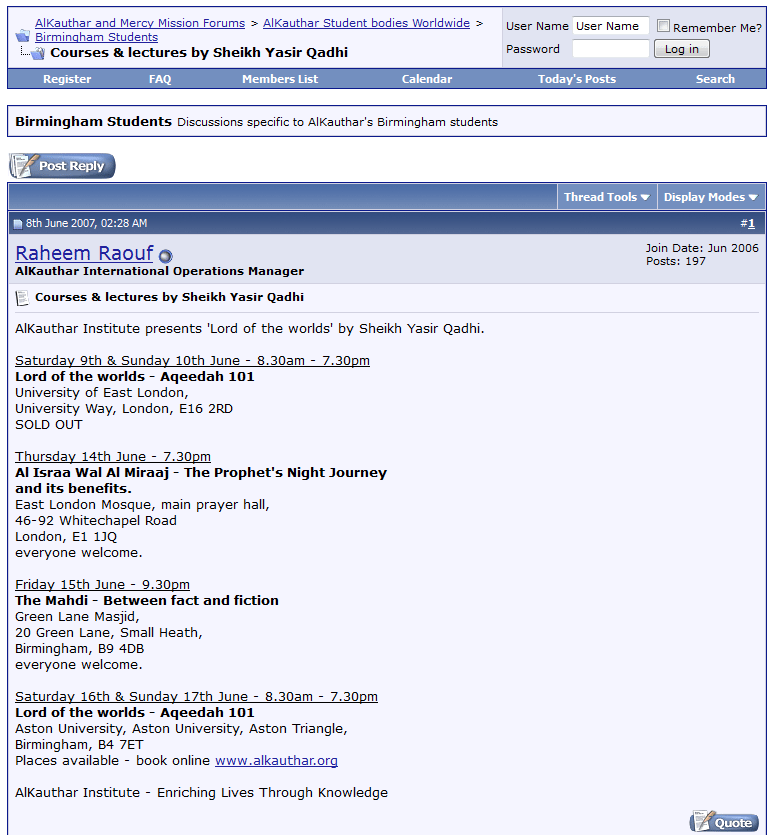 AlKauthar and Mercy Mission Forums > AlKauthar Student bodies Worldwide >
Birmingham Students
Courses & lectures by Sheikh Yasir Qadhi
User Name User Name Remember Me?
Password Log in
Register FAQ Members List Calendar Today's Posts Search
Birmingham Students Discussions specific to AlKauthar's Birmingham students
Post Reply
Thread Tools Display Modes
8th June 2007, 02:28 AM #1
Raheem Raouf
AlKauthar International Operations Manager
Join Date: Jun 2006
Posts: 197
Courses & lectures by Sheikh Yasir Qadhi
AlKauthar Institute presents 'Lord of the worlds' by Sheikh Yasir Qadhi.
Saturday 9th & Sunday 10th June - 8.30am - 7.30pm
Lord of the worlds - Aqeedah 101
University of East London,
University Way, London, E16 2RD
SOLD OUT
Thursday 14th June - 7.30pm
Al Israa Wal Al Miraaj - The Prophet's Night Journey
and its benefits.
East London Mosque, main prayer hall,
46-92 Whitechapel Road
London, E1 1JQ
everyone welcome.
Friday 15th June - 9.30pm
The Mahdi - Between fact and fiction
Green Lane Masjid,
20 Green Lane, Small Heath,
Birmingham, B9 4DB
everyone welcome.
Saturday 16th & Sunday 17th June - 8.30am - 7.30pm
Lord of the worlds - Aqeedah 101
Aston University, Aston University, Aston Triangle,
Birmingham, B4 7ET
Places available - book online www.alkauthar.org
AlKauthar Institute - Enriching Lives Through Knowledge
Quote